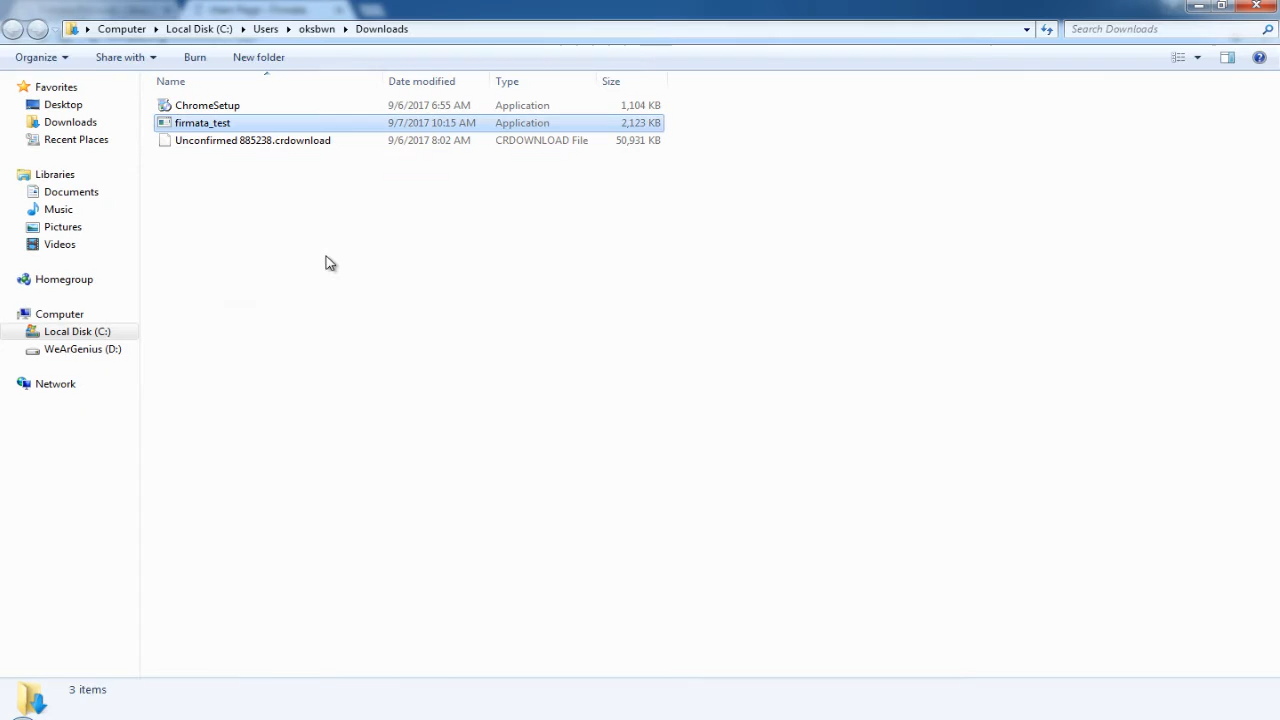 Computer Local Disk (C:) Users oksbwn Downloads Search Downloads
Organize Share with Burn New folder
Name Date modified Type Size
Favorites
Desktop
Downloads
Recent Places
Libraries
Documents
Music
Pictures
Videos
Homegroup
Computer
Local Disk (C:)
WeArGenius (D:)
Network
ChromeSetup 9/6/2017 6:55 AM Application 1,104 KB
firmata_test 9/7/2017 10:15 AM Application 2,123 KB
Unconfirmed 885238.crdownload 9/6/2017 8:02 AM CRDOWNLOAD File 50,931 KB
3 items